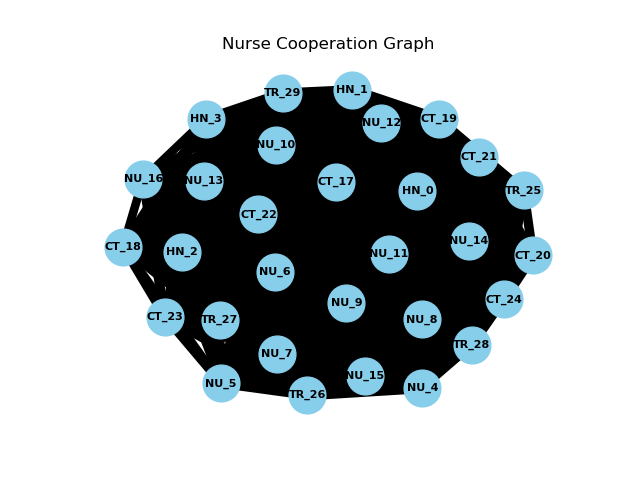 Nurse Cooperation Graph
TR_29
HN_1
HN_3
NU_12
CT_19
NU_10
CT_21
NU_16
NU_13
CT_17
HN_0
TR_25
CT_22
CT_18
HN_2
NU_11
NU_14
CT_20
NU_6
CT_24
NU_9
CT_23
TR_27
NU_8
TR_28
NU_7
NU_5
TR_26
NU_15
NU_4